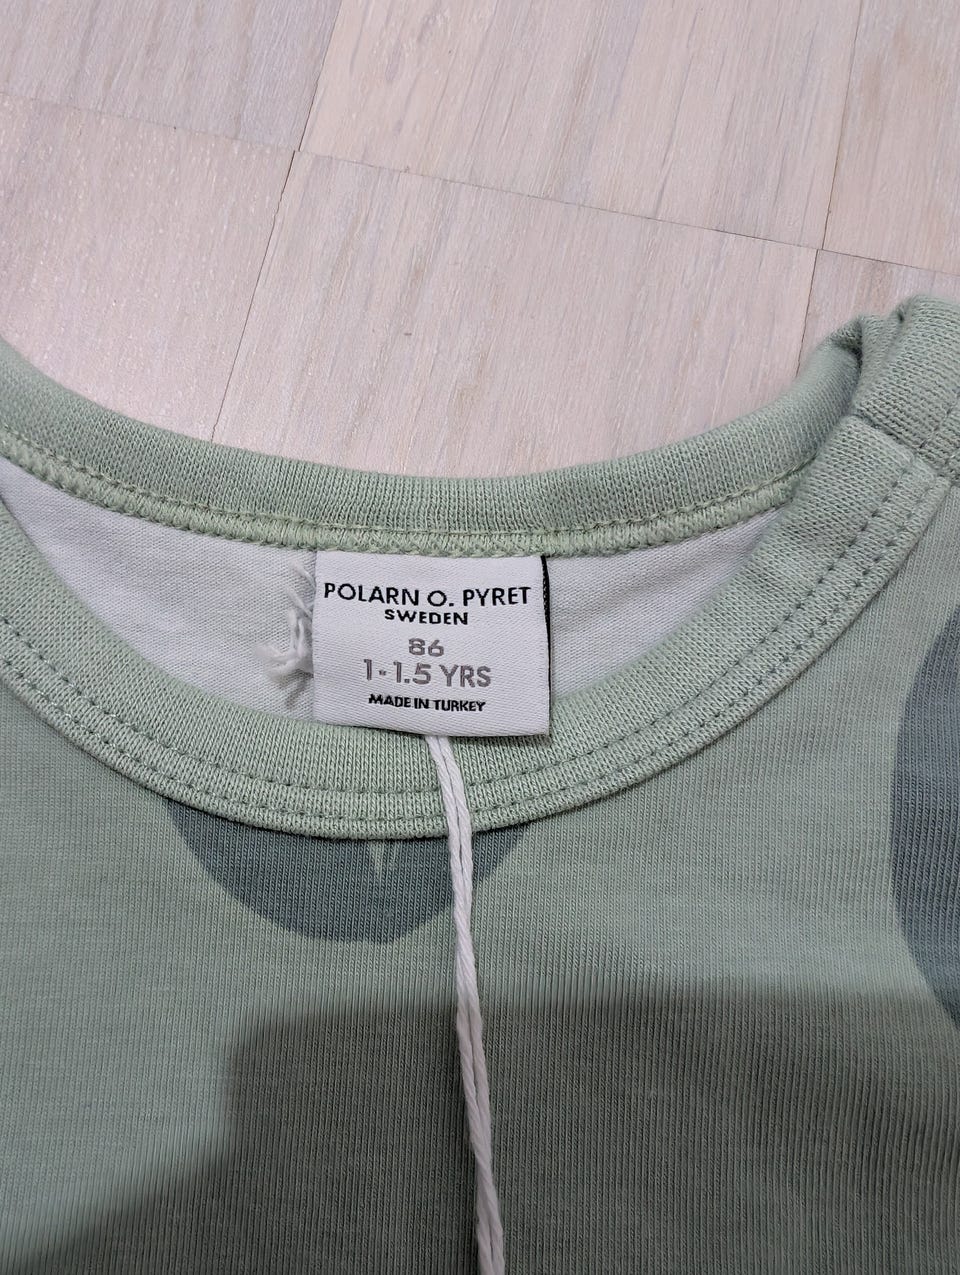 POLARN O. PYRET
SWEDEN
86
1-1.5 YRS
MADE IN TURKEY